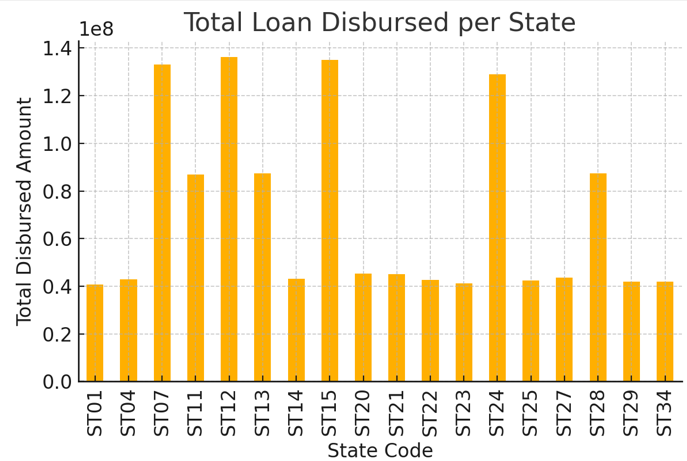 Total Loan Disbursed per State
1e8
Total Disbursed Amount
1.4
1.2
1.0
0.8
0.6
0.4
0.2
0.0
ST01 ST04 ST07 ST11 ST12 ST13 ST14 ST15 ST20 ST21 ST22 ST23 ST24 ST25 ST27 ST28 ST29 ST34
State Code